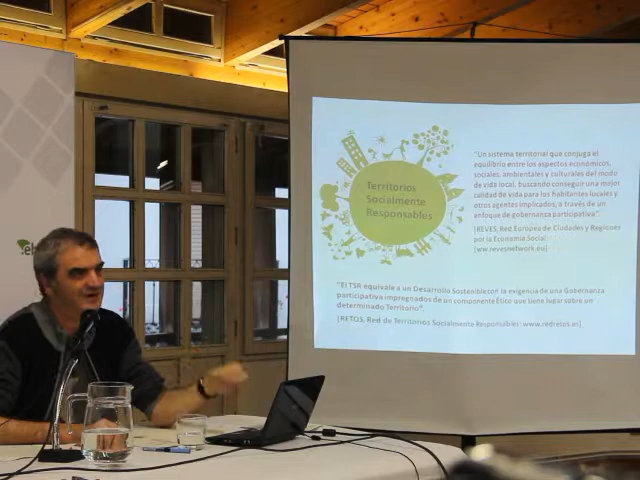 Territorios
Socialmente
Responsables
"Un sistema territorial que conjuga el
equilibrio entre los aspectos económicos,
sociales, ambientales y culturales del modo
de vida local, buscando conseguir una mejor
calidad de vida para los habitantes locales y
otros agentes implicados, a través de un
enfoque de gobernanza participativa".
[REVES, Red Europea de Ciudades y Regiones
por la Economía Social:
(ww.revesnetwork.eu]
"El TSR equivale a un Desarrollo Sostenible con la exigencia de una Gobernanza
participativa impregnados de un componente Ético que tiene lugar sobre un
determinado Territorio".
[RETOS, Red de Territorios Socialmente Responsables: www.redretos.es]